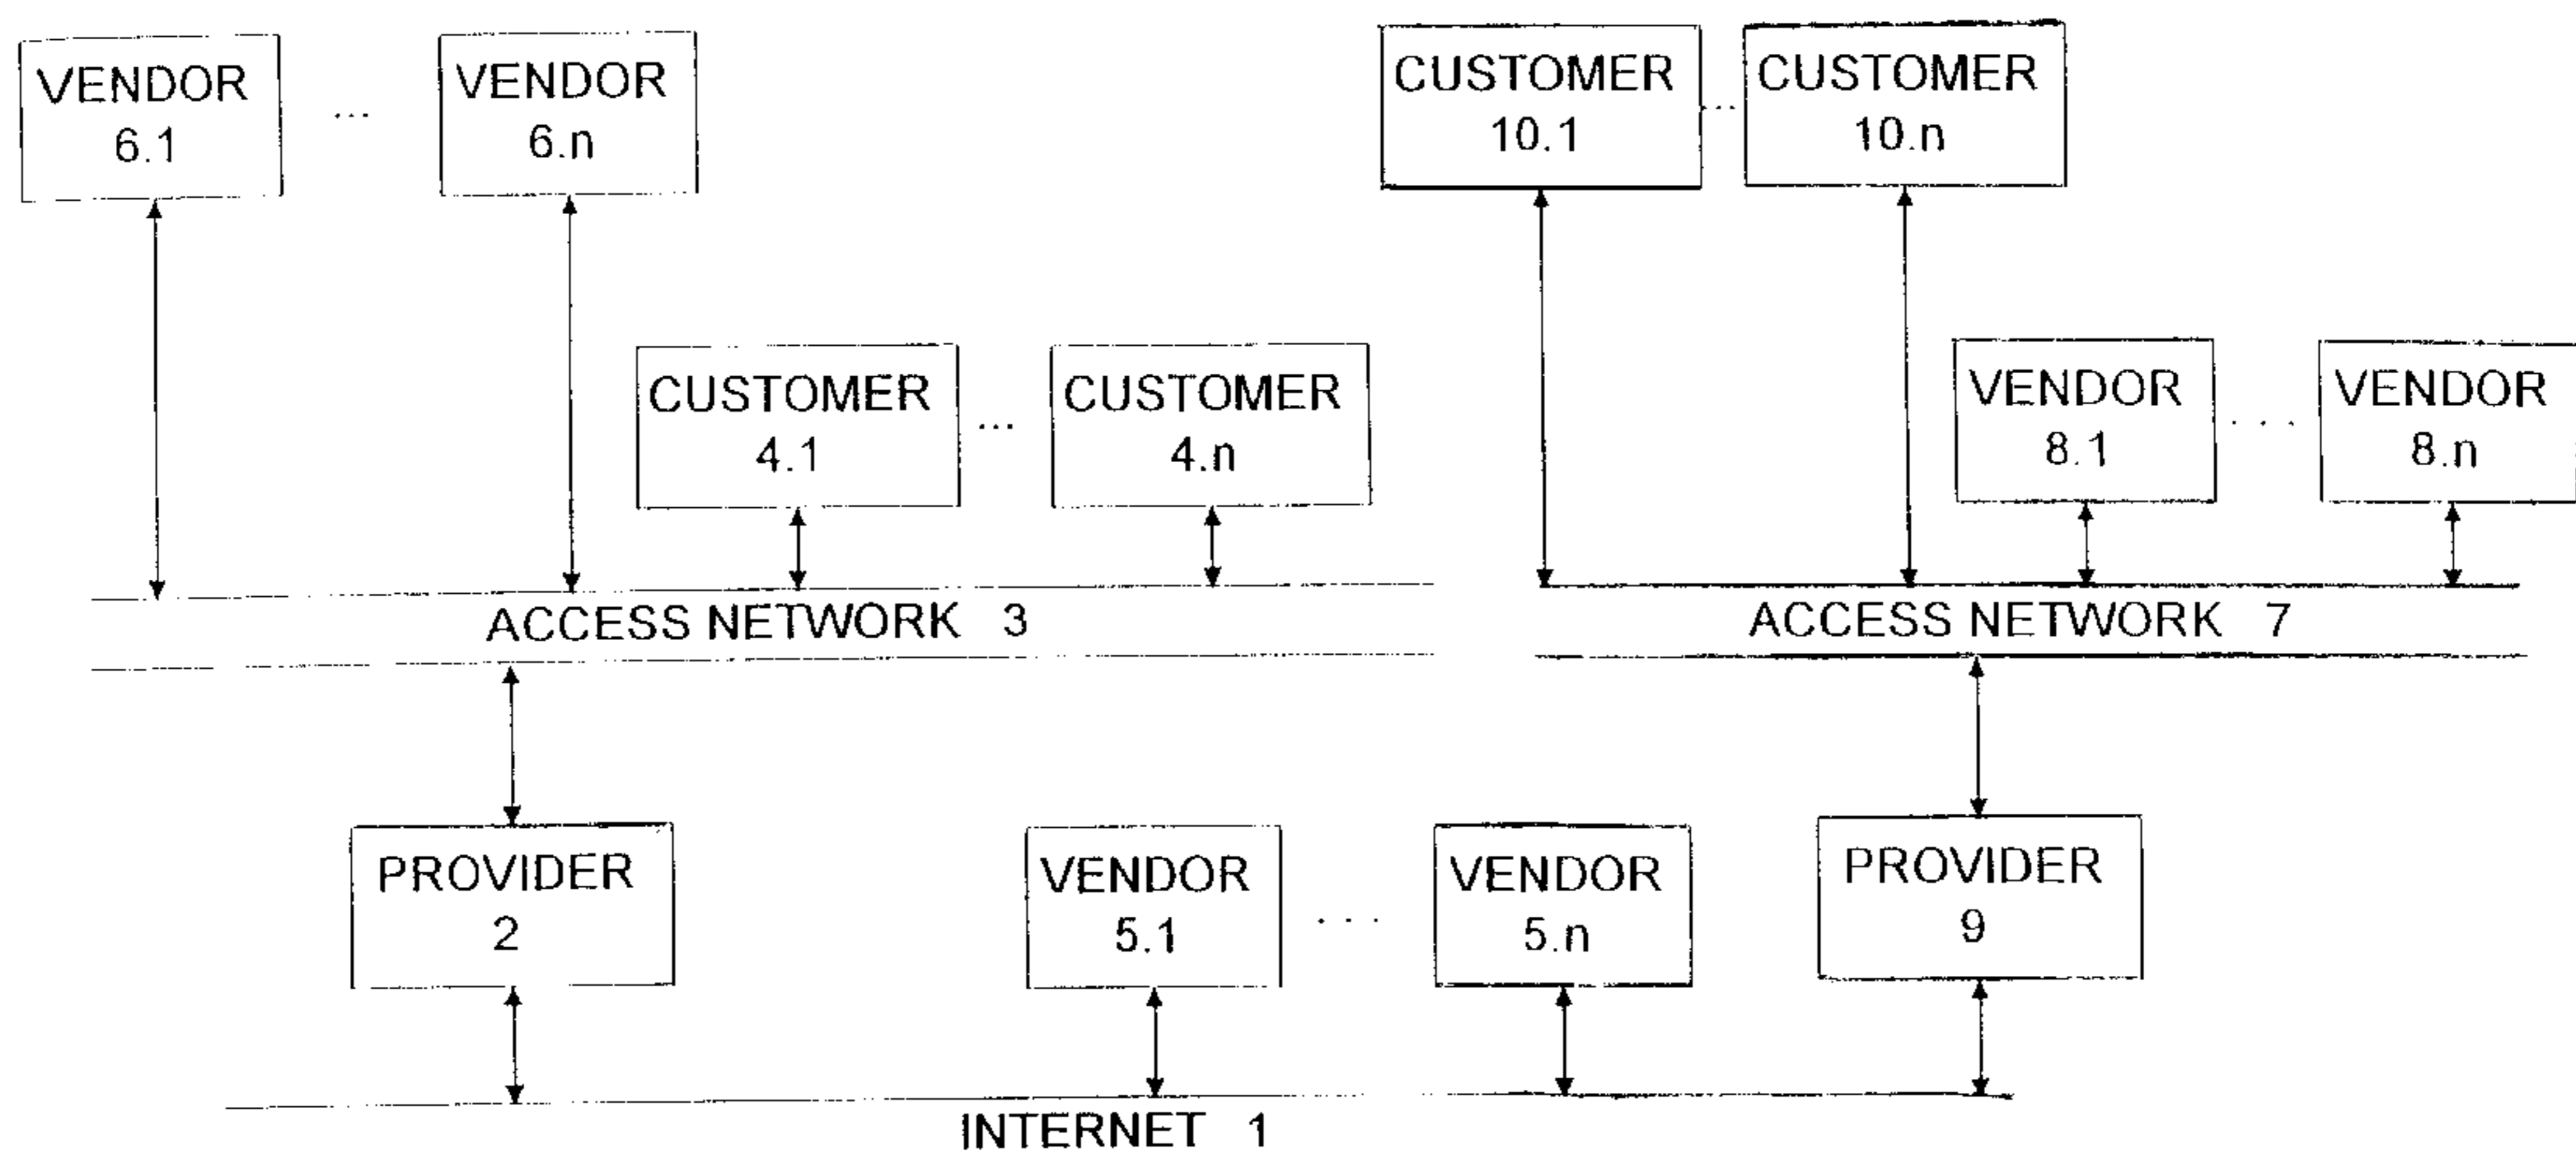 VENDOR
6.1
...
VENDOR
6.n
CUSTOMER
10.1
...
CUSTOMER
10.n
CUSTOMER
4.1
...
CUSTOMER
4.n
VENDOR
8.1
...
VENDOR
8.n
ACCESS NETWORK 3
ACCESS NETWORK 7
PROVIDER
2
VENDOR
5.1
...
VENDOR
5.n
PROVIDER
9
INTERNET 1